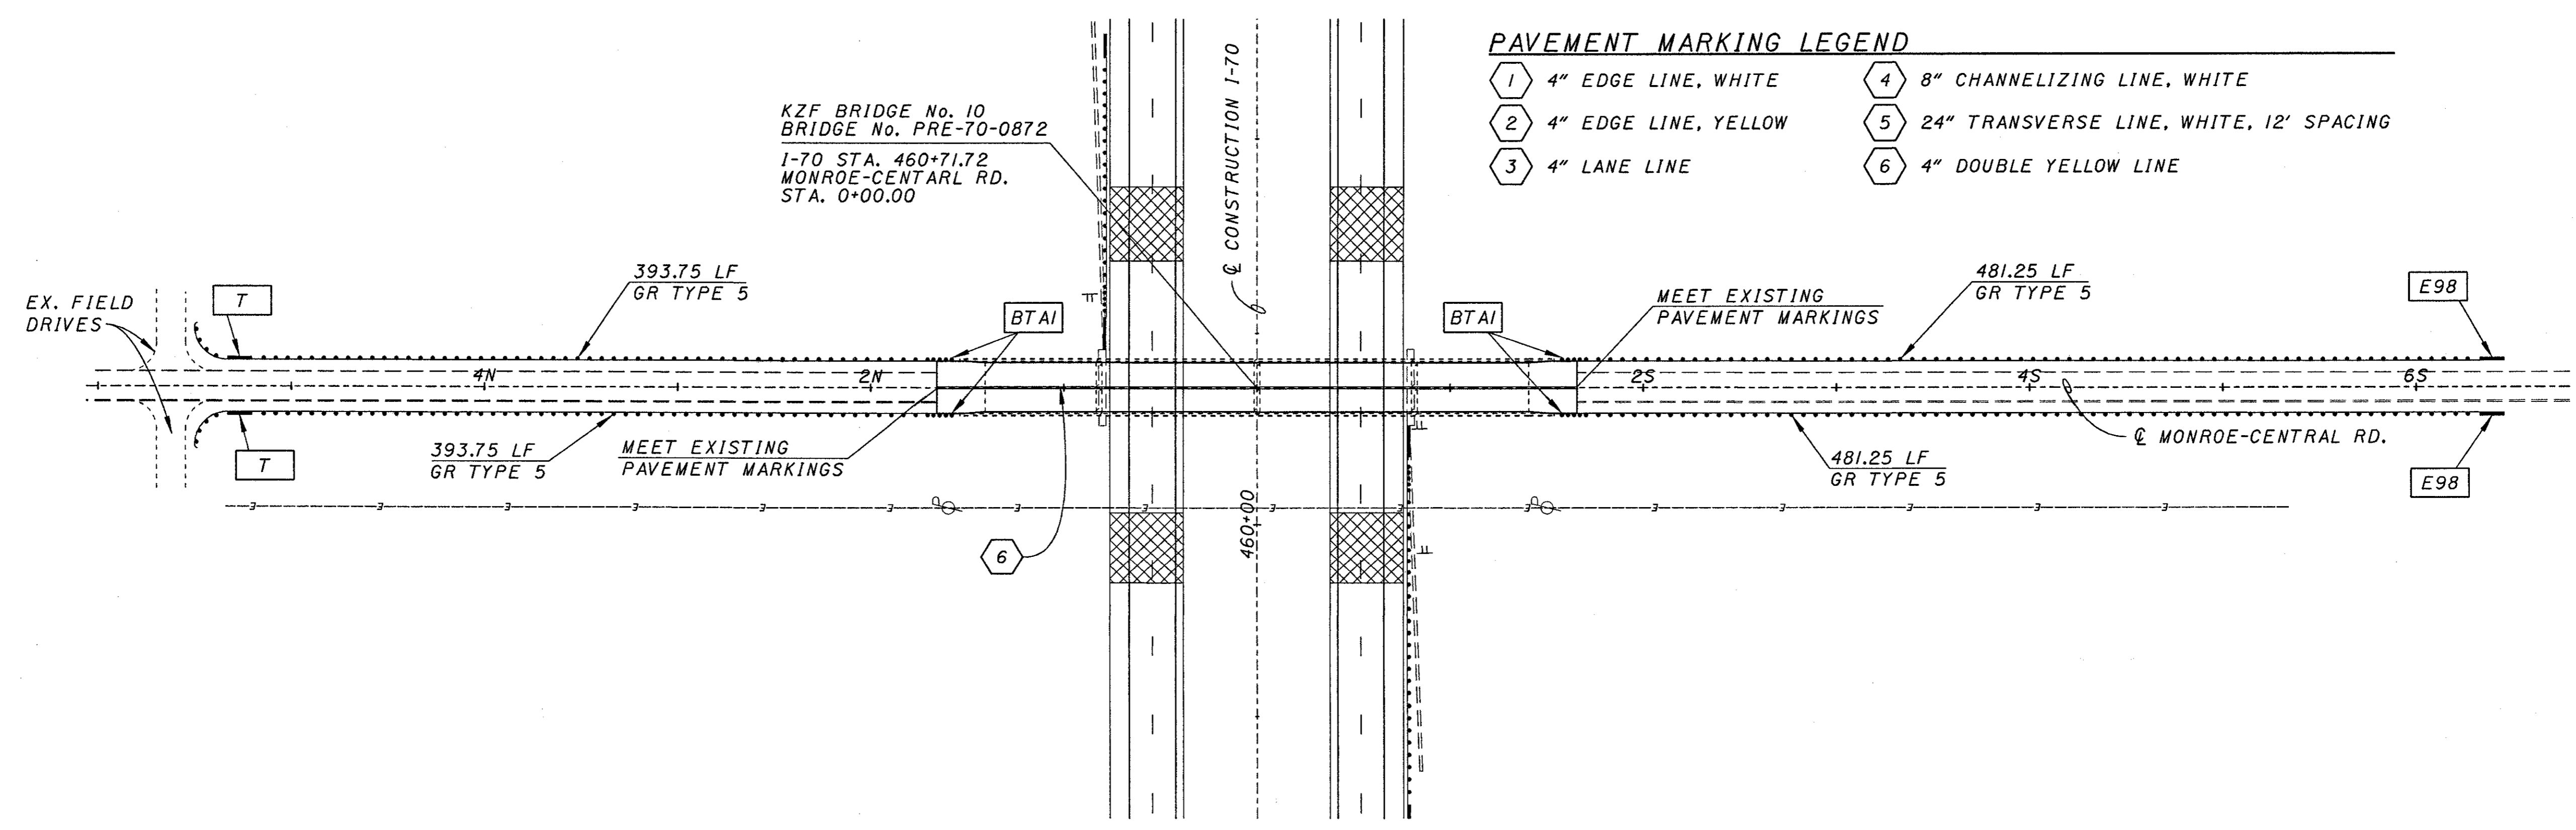 PAVEMENT MARKING LEGEND
1 4" EDGE LINE, WHITE
2 4" EDGE LINE, YELLOW
3 4" LANE LINE
4 8" CHANNELIZING LINE, WHITE
5 24" TRANSVERSE LINE, WHITE, 12' SPACING
6 4" DOUBLE YELLOW LINE
KZF BRIDGE No. 10
BRIDGE No. PRE-70-0872
I-70 STA. 460+71.72
MONROE-CENTARL RD.
STA. 0+00.00
℄ CONSTRUCTION I-70
EX. FIELD
DRIVES
T
393.75 LF
GR TYPE 5
BTA1
BTA1
MEET EXISTING
PAVEMENT MARKINGS
481.25 LF
GR TYPE 5
E98
4N
2N
2S
4S
6S
T
393.75 LF
GR TYPE 5
MEET EXISTING
PAVEMENT MARKINGS
6
460+00
481.25 LF
GR TYPE 5
℄ MONROE-CENTRAL RD.
E98